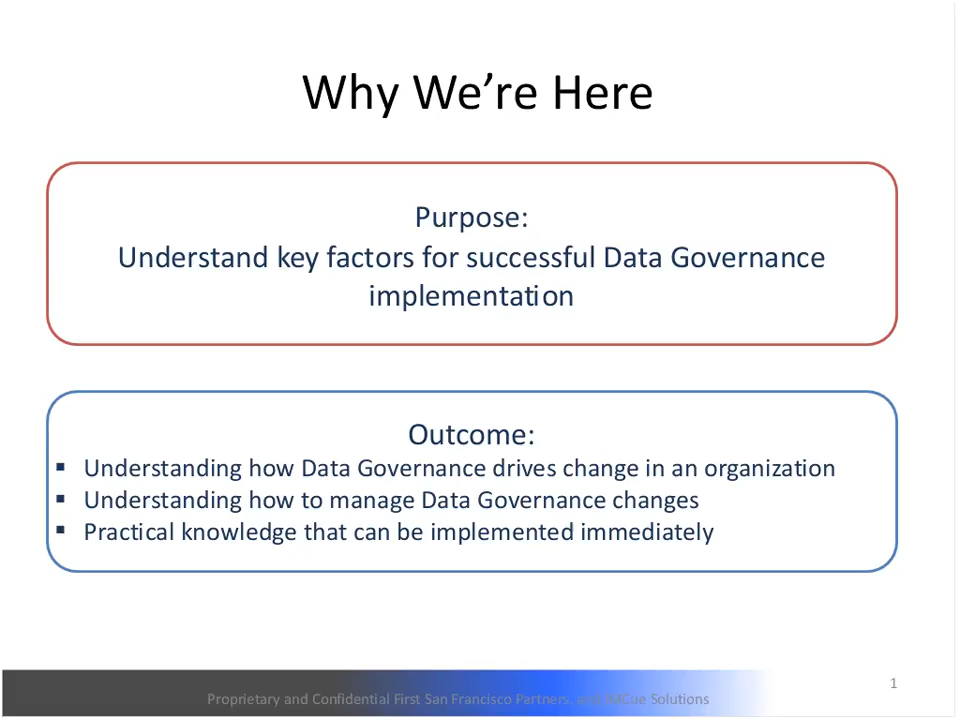 Why We’re Here
Purpose:
Understand key factors for successful Data Governance
implementation
Outcome:
▪ Understanding how Data Governance drives change in an organization
▪ Understanding how to manage Data Governance changes
▪ Practical knowledge that can be implemented immediately
1
Proprietary and Confidential First San Francisco Partners. and IMCue Solutions